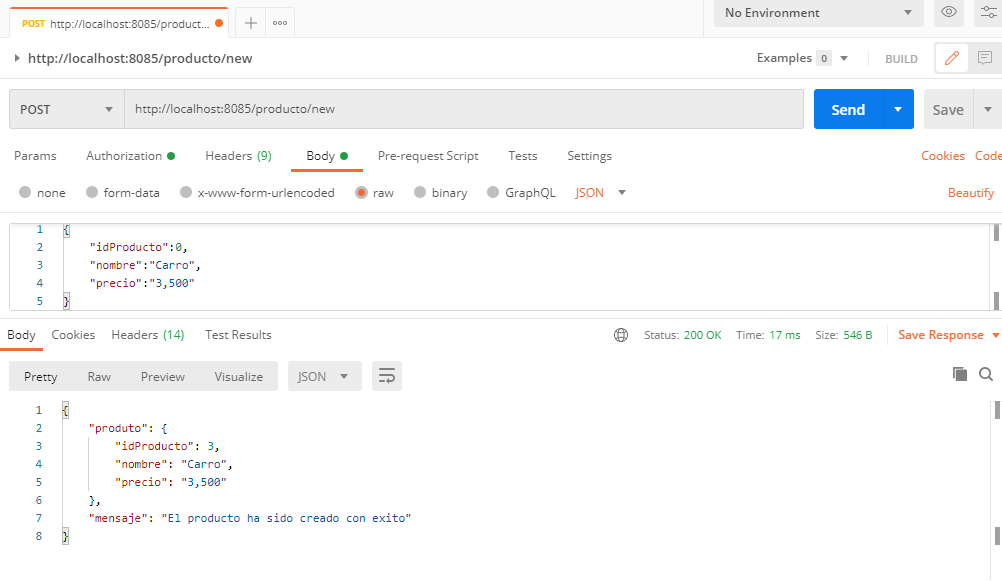 POST http://localhost:8085/product... + ooo No Environment
http://localhost:8085/producto/new Examples 0 BUILD
POST http://localhost:8085/producto/new Send Save
Params Authorization Headers (9) Body Pre-request Script Tests Settings Cookies Code
none form-data x-www-form-urlencoded raw binary GraphQL JSON Beautify
1 {
2 "idProducto":0,
3 "nombre":"Carro",
4 "precio":"3,500"
5 }
Body Cookies Headers (14) Test Results Status: 200 OK Time: 17 ms Size: 546 B Save Response
Pretty Raw Preview Visualize JSON
1 {
2 "produto": {
3 "idProducto": 3,
4 "nombre": "Carro",
5 "precio": "3,500"
6 },
7 "mensaje": "El producto ha sido creado con exito"
8 }